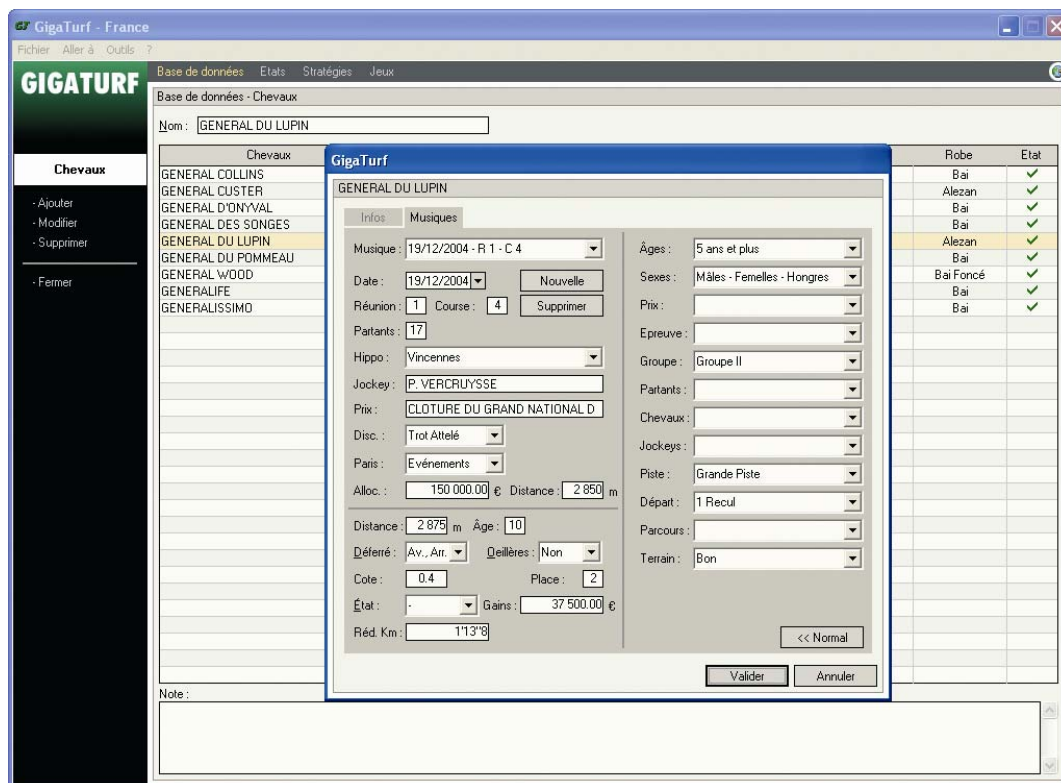 GigaTurf - France
Fichier Aller à Outils ?
GIGATURF
Base de données Etats Stratégies Jeux
Base de données - Chevaux
Nom : GENERAL DU LUPIN
Chevaux
- Ajouter
- Modifier
- Supprimer
- Fermer
Chevaux Robe Etat
GENERAL COLLINS Bai
GENERAL CUSTER Alezan
GENERAL D'ONYVAL Bai
GENERAL DES SONGES Bai
GENERAL DU LUPIN Alezan
GENERAL DU POMMEAU Bai
GENERAL WOOD Bai Foncé
GENERALIFE Bai
GENERALISSIMO Bai
GigaTurf
GENERAL DU LUPIN
Infos Musiques
Musique : 19/12/2004 - R 1 - C 4
Date : 19/12/2004 Nouvelle
Réunion : 1 Course : 4 Supprimer
Partants : 17
Hippo : Vincennes
Jockey : P. VERCRUYSSE
Prix : CLOTURE DU GRAND NATIONAL D
Disc. : Trot Attelé
Paris : Evénements
Alloc. : 150 000.00 € Distance : 2 850 m
Distance : 2 875 m Âge : 10
Déferré : Av., Arr. Oeillères : Non
Cote : 0.4 Place : 2
État : - Gains : 37 500.00 €
Réd. Km : 1'13''8
Âges : 5 ans et plus
Sexes : Mâles - Femelles - Hongres
Prix :
Epreuve :
Groupe : Groupe II
Partants :
Chevaux :
Jockeys :
Piste : Grande Piste
Départ : 1 Recul
Parcours :
Terrain : Bon
<< Normal
Valider Annuler
Note :